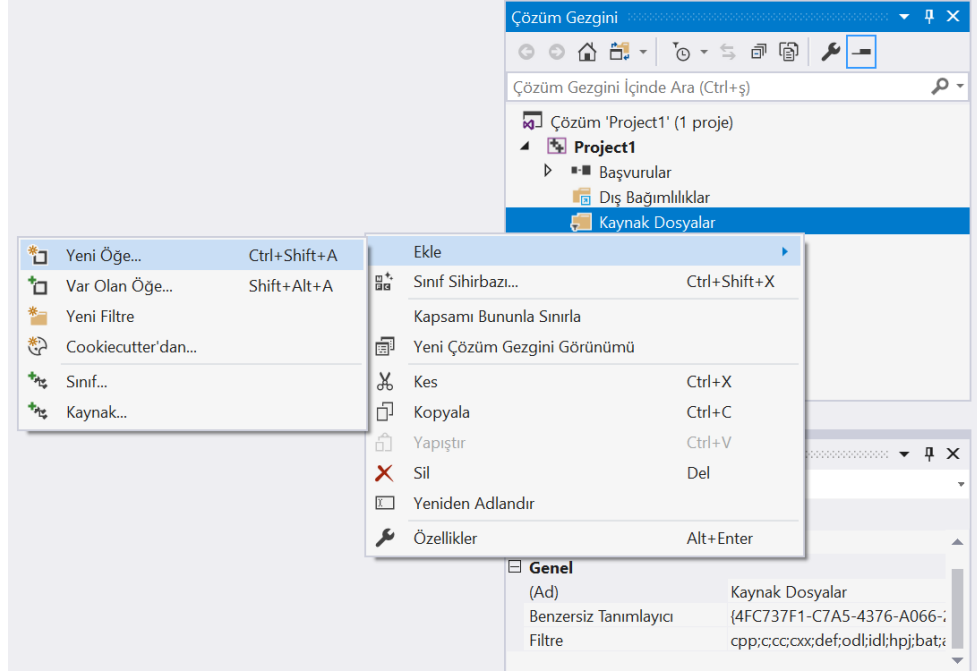 Çözüm Gezgini
Çözüm Gezgini İçinde Ara (Ctrl+ş)
Çözüm 'Project1' (1 proje)
Project1
Başvurular
Dış Bağımlılıklar
Kaynak Dosyalar
Yeni Öğe... Ctrl+Shift+A
Var Olan Öğe... Shift+Alt+A
Yeni Filtre
Cookiecutter'dan...
Sınıf...
Kaynak...
Ekle
Sınıf Sihirbazı... Ctrl+Shift+X
Kapsamı Bununla Sınırla
Yeni Çözüm Gezgini Görünümü
Kes Ctrl+X
Kopyala Ctrl+C
Yapıştır Ctrl+V
Sil Del
Yeniden Adlandır
Özellikler Alt+Enter
Genel
(Ad) Kaynak Dosyalar
Benzersiz Tanımlayıcı {4FC737F1-C7A5-4376-A066-
Filtre cpp;c;cc;cxx;def;odl;idl;hpj;bat;